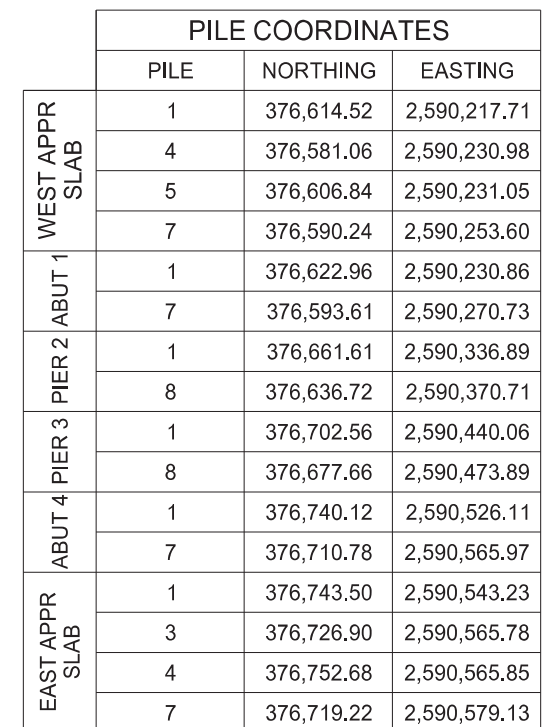 PILE COORDINATES
PILE NORTHING EASTING
WEST APPR
SLAB
1 376,614.52 2,590,217.71
4 376,581.06 2,590,230.98
5 376,606.84 2,590,231.05
7 376,590.24 2,590,253.60
ABUT 1
1 376,622.96 2,590,230.86
7 376,593.61 2,590,270.73
PIER 2
1 376,661.61 2,590,336.89
8 376,636.72 2,590,370.71
PIER 3
1 376,702.56 2,590,440.06
8 376,677.66 2,590,473.89
ABUT 4
1 376,740.12 2,590,526.11
7 376,710.78 2,590,565.97
EAST APPR
SLAB
1 376,743.50 2,590,543.23
3 376,726.90 2,590,565.78
4 376,752.68 2,590,565.85
7 376,719.22 2,590,579.13